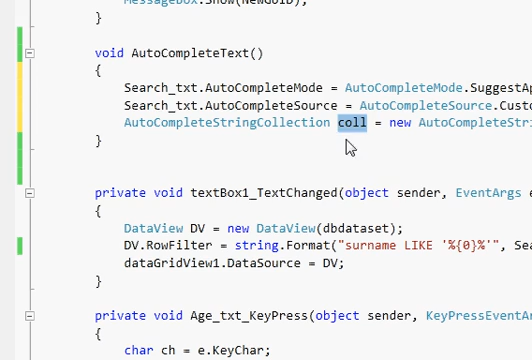 MessageBox.Show(NewGuID);
}
void AutoCompleteText()
{
Search_txt.AutoCompleteMode = AutoCompleteMode.SuggestAp
Search_txt.AutoCompleteSource = AutoCompleteSource.Custo
AutoCompleteStringCollection coll = new AutoCompleteStri
}
private void textBox1_TextChanged(object sender, EventArgs e
{
DataView DV = new DataView(dbdataset);
DV.RowFilter = string.Format("surname LIKE '%{0}%'", Sea
dataGridView1.DataSource = DV;
}
private void Age_txt_KeyPress(object sender, KeyPressEventAr
{
char ch = e.KeyChar;